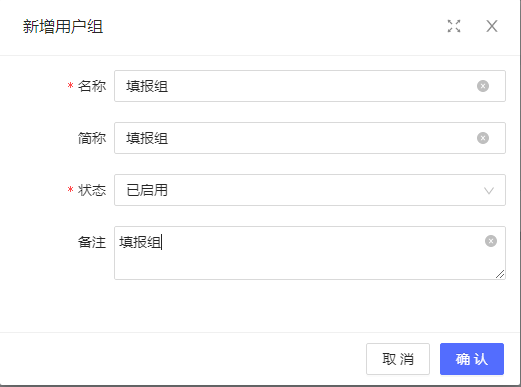 新增用户组
* 名称 填报组
简称 填报组
* 状态 已启用
备注 填报组
取 消 确 认